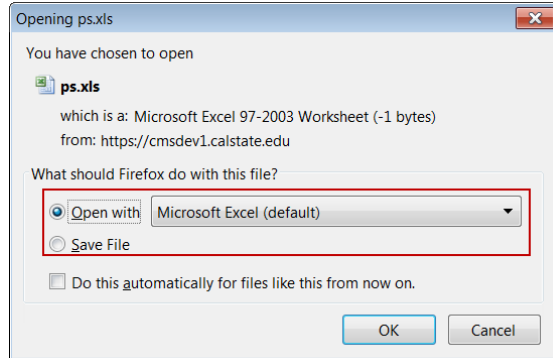 Opening ps.xls
You have chosen to open
ps.xls
which is a: Microsoft Excel 97-2003 Worksheet (-1 bytes)
from: https://cmsdev1.calstate.edu
What should Firefox do with this file?
Open with Microsoft Excel (default)
Save File
Do this automatically for files like this from now on.
OK Cancel